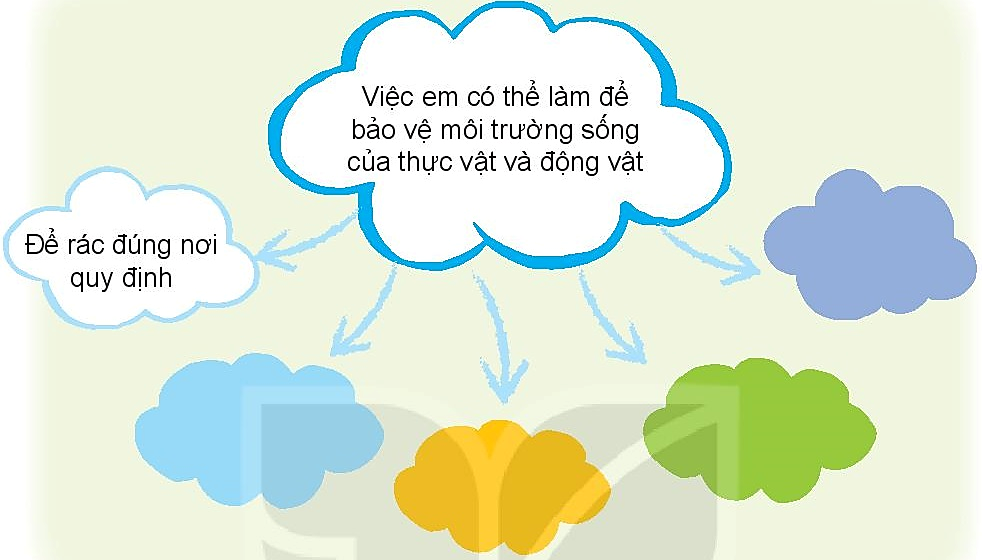 Việc em có thể làm để
bảo vệ môi trường sống
của thực vật và động vật
Để rác đúng nơi
quy định